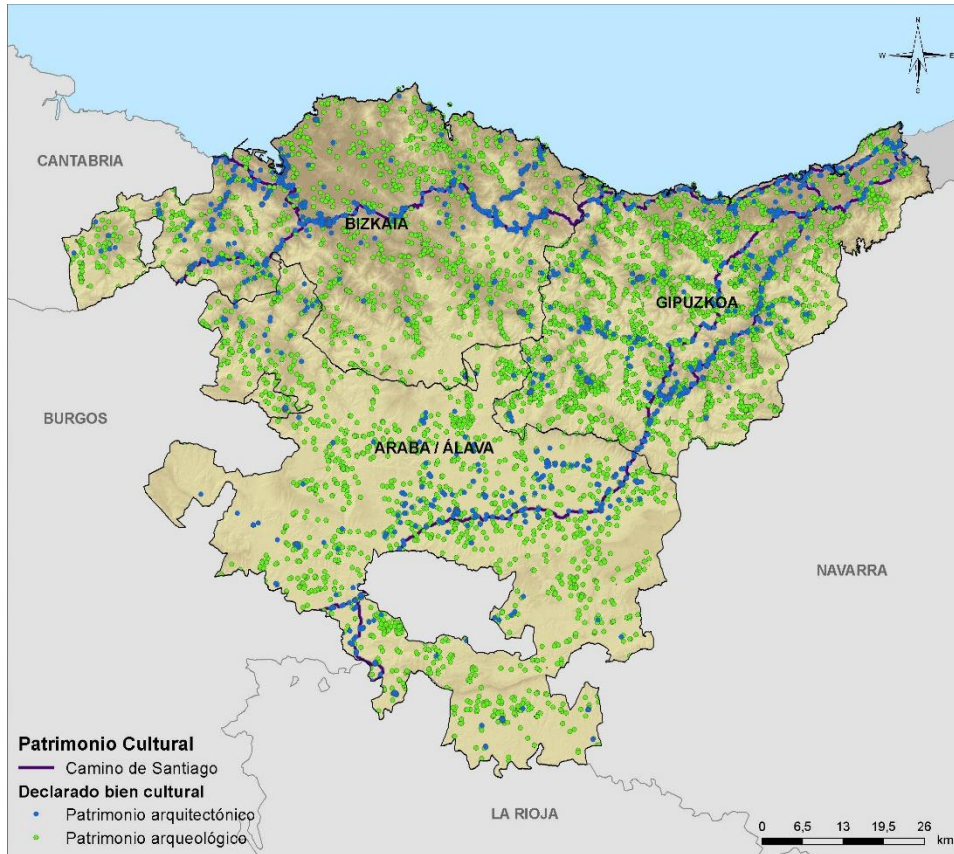 N
W E
O
CANTABRIA
BIZKAIA
GIPUZKOA
BURGOS
ARABA / ÁLAVA
NAVARRA
Patrimonio Cultural
Camino de Santiago
Declarado bien cultural
Patrimonio arquitectónico
Patrimonio arqueológico
LA RIOJA
0 6,5 13 19,5 26
km